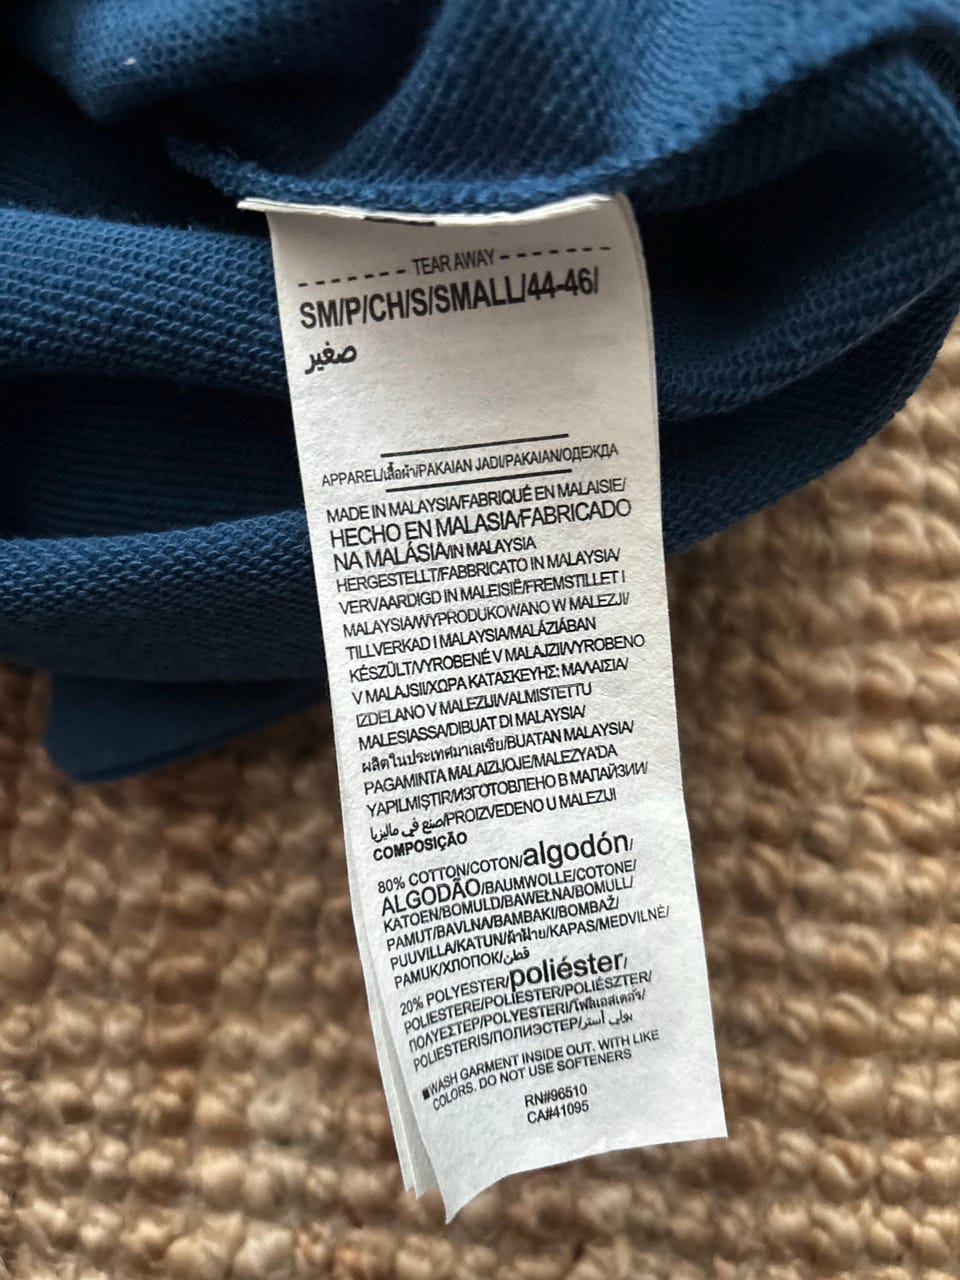 ------- TEAR AWAY -------
SM/P/CH/S/SMALL/44-46/
صغير
APPAREL/เสื้อผ้า/PAKAIAN JADI/PAKAIAN/ОДЕЖДА
MADE IN MALAYSIA/FABRIQUÉ EN MALAISIE/
HECHO EN MALASIA/FABRICADO
NA MALÁSIA/IN MALAYSIA
HERGESTELLT/FABBRICATO IN MALAYSIA/
VERVAARDIGD IN MALEISIË/FREMSTILLET I
MALAYSIA/WYPRODUKOWANO W MALEZJI/
TILLVERKAD I MALAYSIA/MALÁZIÁBAN
KÉSZÜLT/VYROBENÉ V MALAJZII/VYROBENO
V MALAJSII/ΧΩΡΑ ΚΑΤΑΣΚΕΥΗΣ: ΜΑΛΑΙΣΙΑ/
IZDELANO V MALEZIJI/VALMISTETTU
MALESIASSA/DIBUAT DI MALAYSIA/
ผลิตในประเทศมาเลเซีย/BUATAN MALAYSIA/
PAGAMINTA MALAIZIJOJE/MALEZYA'DA
YAPILMIŞTIR/ИЗГОТОВЛЕНО В МАЛАЙЗИИ/
صنع في ماليزيا/PROIZVEDENO U MALEZIJI
COMPOSIÇÃO
80% COTTON/COTON/algodón/
ALGODÃO/BAUMWOLLE/COTONE/
KATOEN/BOMULD/BAWEŁNA/BOMULL/
PAMUT/BAVLNA/BAMBAKI/BOMBAŽ/
PUUVILLA/KATUN/ผ้าฝ้าย/KAPAS/MEDVILNĖ/
PAMUK/ХЛОПОК/قطن
20% POLYESTER/poliéster/
POLIESTERE/POLIESTER/POLIÉSZTER/
ΠΟΛΥΕΣΤΕΡ/POLYESTERI/โพลีเอสเตอร์/
POLIESTERIS/ПОЛИЭСТЕР/بولي أستر
■WASH GARMENT INSIDE OUT. WITH LIKE
COLORS. DO NOT USE SOFTENERS
RN#96510
CA#41095